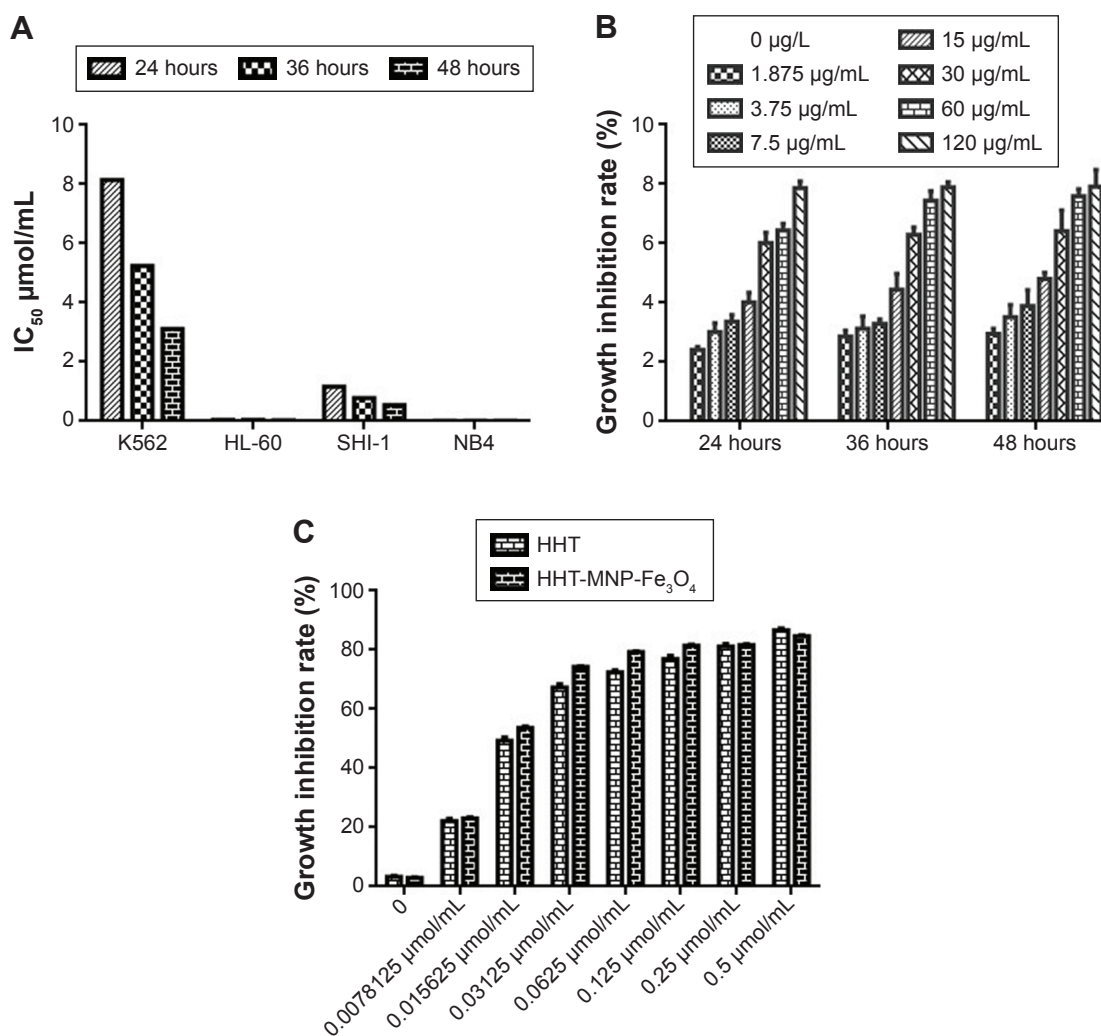 A
24 hours 36 hours 48 hours
IC50 µmol/mL
10
8
6
4
2
0
K562 HL-60 SHI-1 NB4
B
0 µg/L 15 µg/mL
1.875 µg/mL 30 µg/mL
3.75 µg/mL 60 µg/mL
7.5 µg/mL 120 µg/mL
Growth inhibition rate (%)
10
8
6
4
2
0
24 hours 36 hours 48 hours
C
HHT
HHT-MNP-Fe3O4
Growth inhibition rate (%)
100
80
60
40
20
0
0
0.0078125 µmol/mL
0.015625 µmol/mL
0.03125 µmol/mL
0.0625 µmol/mL
0.125 µmol/mL
0.25 µmol/mL
0.5 µmol/mL